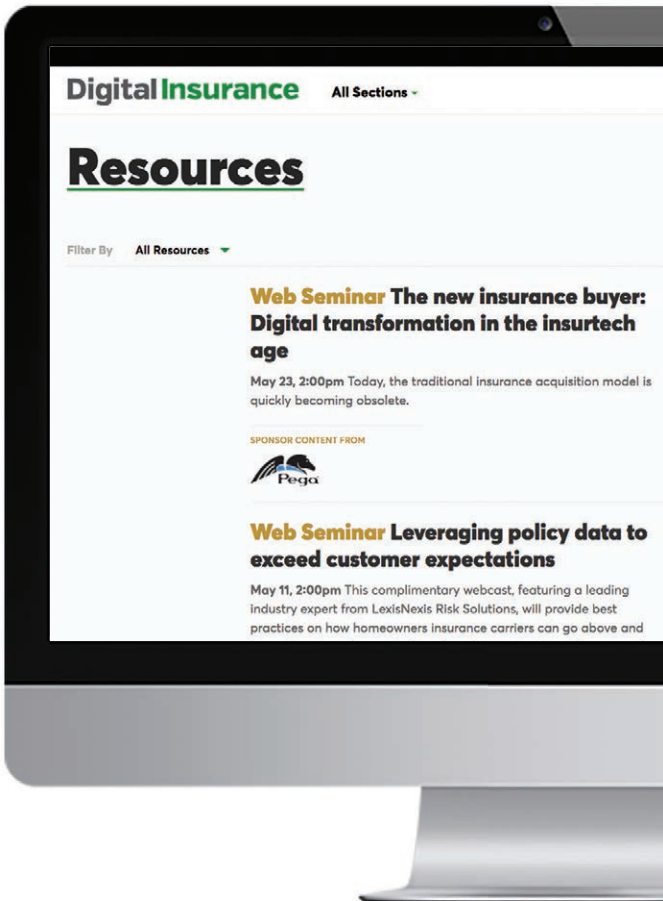 Digital Insurance All Sections
Resources
Filter By All Resources
Web Seminar The new insurance buyer:
Digital transformation in the insurtech
age
May 23, 2:00pm Today, the traditional insurance acquisition model is
quickly becoming obsolete.
SPONSOR CONTENT FROM
Pega
Web Seminar Leveraging policy data to
exceed customer expectations
May 11, 2:00pm This complimentary webcast, featuring a leading
industry expert from LexisNexis Risk Solutions, will provide best
practices on how homeowners insurance carriers can go above and